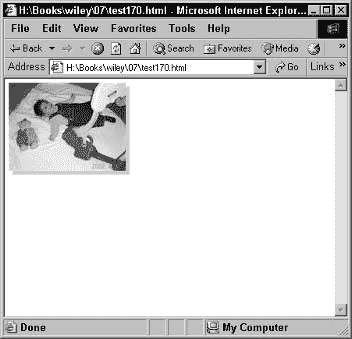 H:\Books\wiley\07\test170.html - Microsoft Internet Explor...
File Edit View Favorites Tools Help
Back Search Favorites Media »
Address H:\Books\wiley\07\test170.html Go Links »
Done My Computer